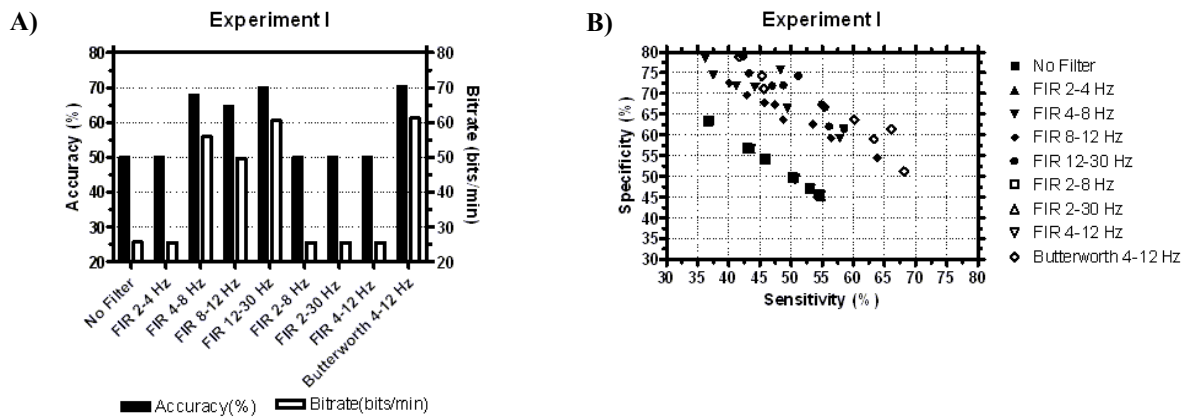 A)
Experiment I
Accuracy (%)
80
70
60
50
40
30
20
80
70
60
50
40
30
20
Bitrate (bits/min)
No Filter
FIR 2-4 Hz
FIR 4-8 Hz
FIR 8-12 Hz
FIR 12-30 Hz
FIR 2-8 Hz
FIR 2-30 Hz
FIR 4-12 Hz
Butterworth 4-12 Hz
Accuracy(%)
Bitrate(bits/min)
B)
Experiment I
Specificity (%)
80
75
70
65
60
55
50
45
40
35
30
30 35 40 45 50 55 60 65 70 75 80
Sensitivity (%)
No Filter
FIR 2-4 Hz
FIR 4-8 Hz
FIR 8-12 Hz
FIR 12-30 Hz
FIR 2-8 Hz
FIR 2-30 Hz
FIR 4-12 Hz
Butterworth 4-12 Hz